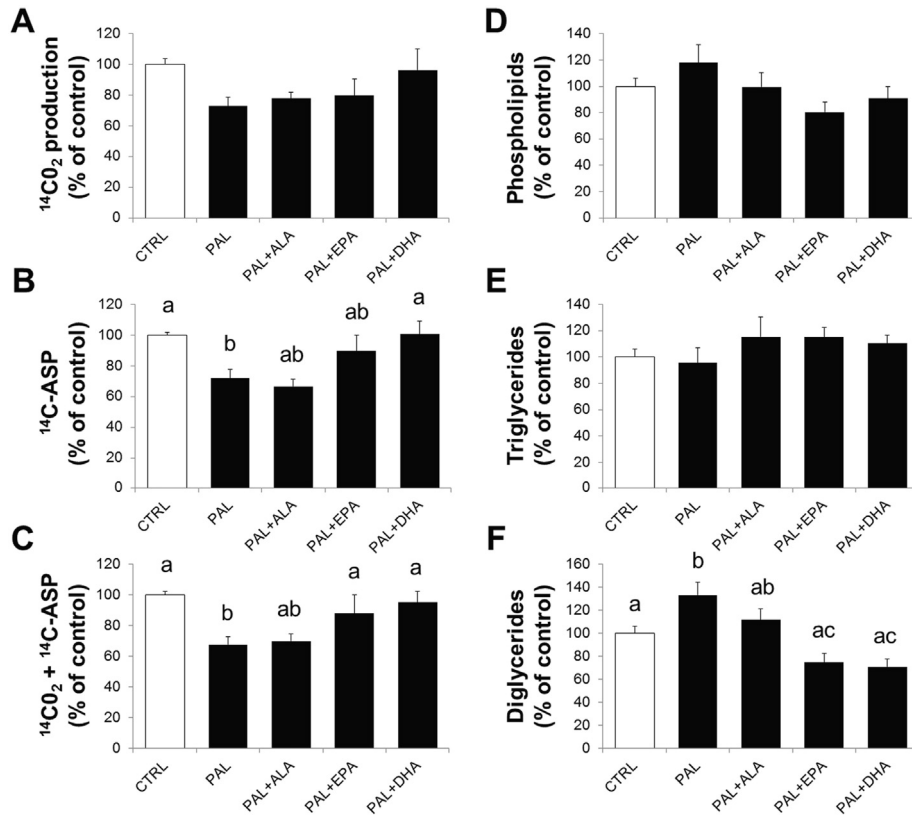 A
¹⁴C0₂ production
(% of control)
120
100
80
60
40
20
0
CTRL
PAL
PAL+ALA
PAL+EPA
PAL+DHA
B
¹⁴C-ASP
(% of control)
120
100
80
60
40
20
0
a
b
ab
ab
a
CTRL
PAL
PAL+ALA
PAL+EPA
PAL+DHA
C
¹⁴C0₂ + ¹⁴C-ASP
(% of control)
120
100
80
60
40
20
0
a
b
ab
a
a
CTRL
PAL
PAL+ALA
PAL+EPA
PAL+DHA
D
Phospholipids
(% of control)
140
120
100
80
60
40
20
0
CTRL
PAL
PAL+ALA
PAL+EPA
PAL+DHA
E
Triglycerides
(% of control)
140
120
100
80
60
40
20
0
CTRL
PAL
PAL+ALA
PAL+EPA
PAL+DHA
F
Diglycerides
(% of control)
160
140
120
100
80
60
40
20
0
a
b
ab
ac
ac
CTRL
PAL
PAL+ALA
PAL+EPA
PAL+DHA